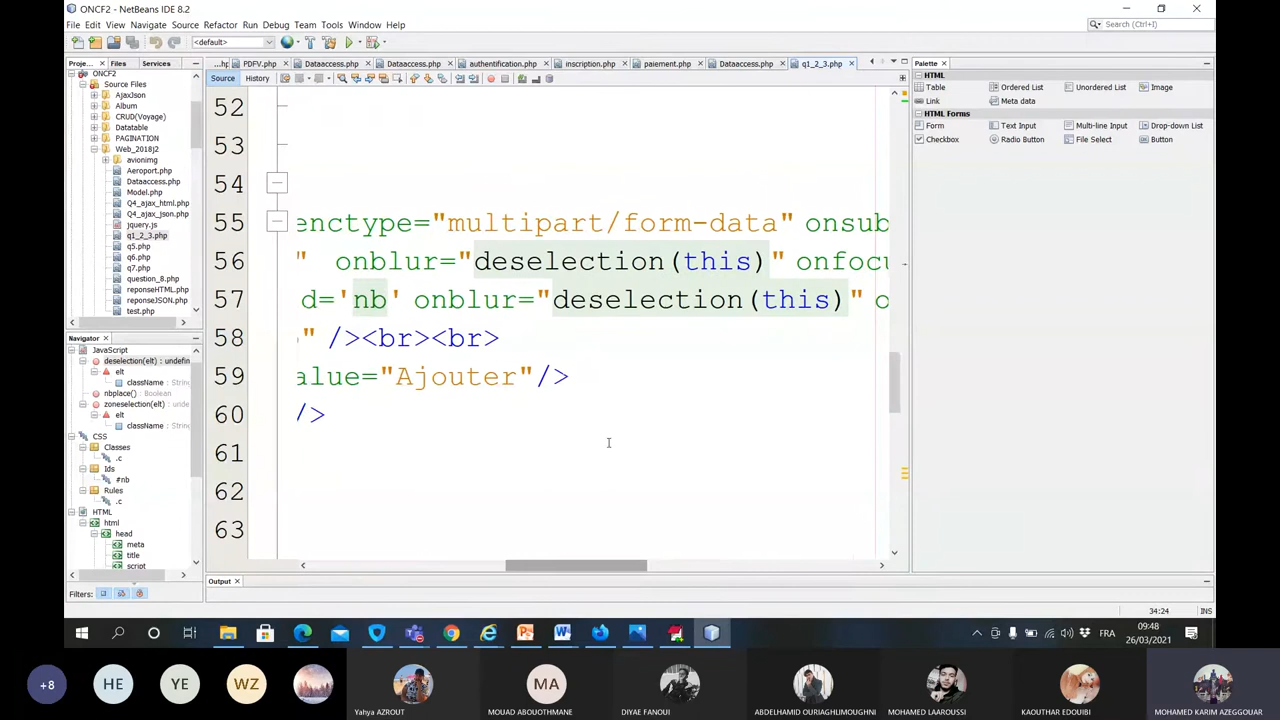 ONCF2 - NetBeans IDE 8.2
File Edit View Navigate Source Refactor Run Debug Team Tools Window Help
Search (Ctrl+I)
<default>
Proje... Files Services
...hp PDFV.php Dataaccess.php Dataaccess.php authentification.php inscription.php paiement.php Dataaccess.php q1_2_3.php
Palette
Source History
ONCF2
Source Files
AjaxJson
Album
CRUD(Voyage)
Datatable
PAGINATION
Web_2018j2
avionimg
Aeroport.php
Dataaccess.php
Model.php
Q4_ajax_html.php
Q4_ajax_json.php
jquery.js
q1_2_3.php
q5.php
q6.php
q7.php
question_8.php
reponseHTML.php
reponseJSON.php
test.php
Navigator
JavaScript
deselection(elt) : undefin
elt
className : String
nbplace() : Boolean
zoneselection(elt) : unde
elt
className : String
CSS
Classes
.c
Ids
#nb
Rules
.c
HTML
html
head
meta
title
script
Filters:
52
53
54
55 enctype="multipart/form-data" onsub
56 " onblur="deselection(this)" onfocu
57 d='nb' onblur="deselection(this)" o
58 " /><br><br>
59 alue="Ajouter"/>
60 />
61
62
63
HTML
Table Ordered List Unordered List Image
Link Meta data
HTML Forms
Form Text Input Multi-line Input Drop-down List
Checkbox Radio Button File Select Button
Output
34:24 INS
FRA
09:48
26/03/2021
+8 HE YE WZ MA
Yahya AZROUT MOUAD ABOUOTHMANE DIYAE FANOUI ABDELHAMID OURIAGHLIMOUGHNI MOHAMED LAAROUSSI KAOUTHAR EDOUIBI MOHAMED KARIM AZEGGOUAR